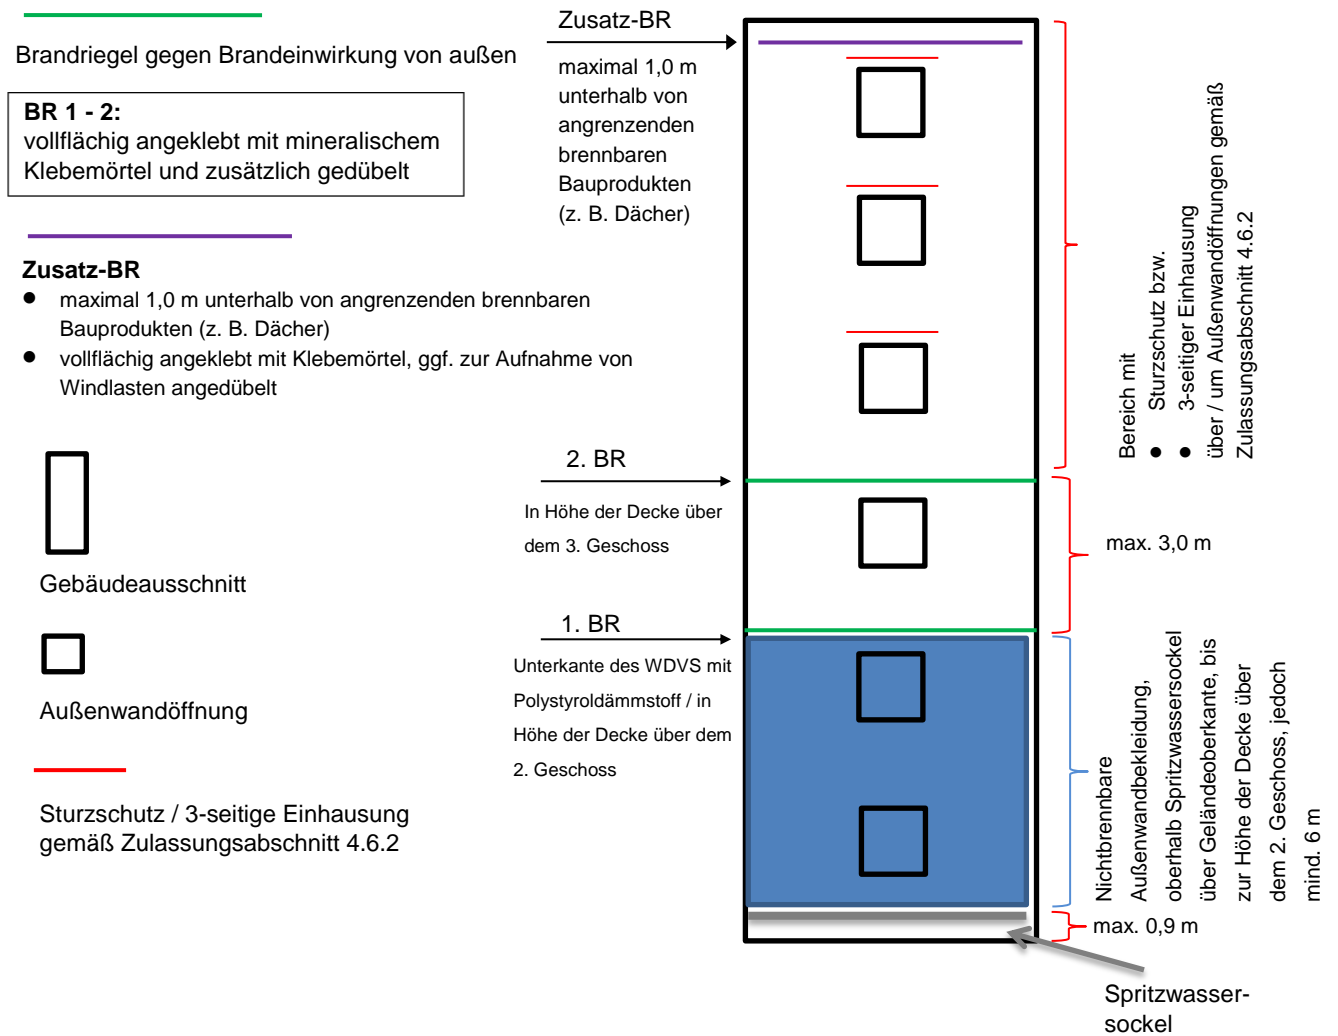 Brandriegel gegen Brandeinwirkung von außen
BR 1 - 2:
vollflächig angeklebt mit mineralischem
Klebemörtel und zusätzlich gedübelt
Zusatz-BR
● maximal 1,0 m unterhalb von angrenzenden brennbaren
Bauprodukten (z. B. Dächer)
● vollflächig angeklebt mit Klebemörtel, ggf. zur Aufnahme von
Windlasten angedübelt
Gebäudeausschnitt
Außenwandöffnung
Sturzschutz / 3-seitige Einhausung
gemäß Zulassungsabschnitt 4.6.2
Zusatz-BR
maximal 1,0 m
unterhalb von
angrenzenden
brennbaren
Bauprodukten
(z. B. Dächer)
2. BR
In Höhe der Decke über
dem 3. Geschoss
1. BR
Unterkante des WDVS mit
Polystyroldämmstoff / in
Höhe der Decke über dem
2. Geschoss
Bereich mit
● Sturzschutz bzw.
● 3-seitiger Einhausung
über / um Außenwandöffnungen gemäß
Zulassungsabschnitt 4.6.2
max. 3,0 m
Nichtbrennbare
Außenwandbekleidung,
oberhalb Spritzwassersockel
über Geländeoberkante, bis
zur Höhe der Decke über
dem 2. Geschoss, jedoch
mind. 6 m
max. 0,9 m
Spritzwasser-
sockel